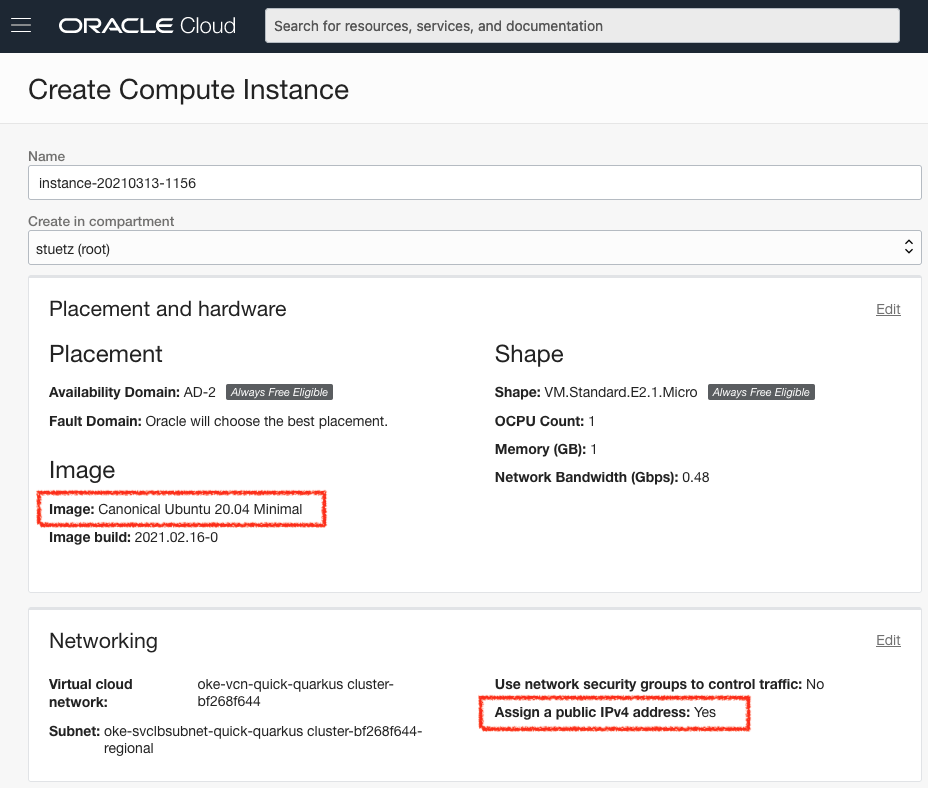 ORACLE Cloud
Search for resources, services, and documentation
Create Compute Instance
Name
instance-20210313-1156
Create in compartment
stuetz (root)
Placement and hardware
Edit
Placement
Availability Domain: AD-2 Always Free Eligible
Fault Domain: Oracle will choose the best placement.
Image
Image: Canonical Ubuntu 20.04 Minimal
Image build: 2021.02.16-0
Shape
Shape: VM.Standard.E2.1.Micro Always Free Eligible
OCPU Count: 1
Memory (GB): 1
Network Bandwidth (Gbps): 0.48
Networking
Edit
Virtual cloud network: oke-vcn-quick-quarkus cluster-
bf268f644
Subnet: oke-svclbsubnet-quick-quarkus cluster-bf268f644-
regional
Use network security groups to control traffic: No
Assign a public IPv4 address: Yes